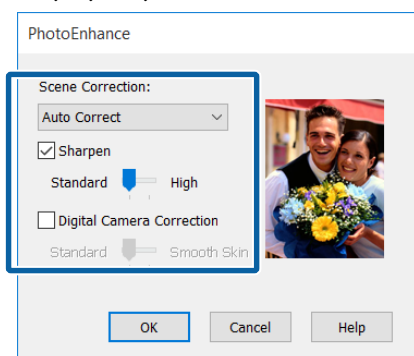 PhotoEnhance
Scene Correction:
Auto Correct
Sharpen
Standard High
Digital Camera Correction
Standard Smooth Skin
OK Cancel Help